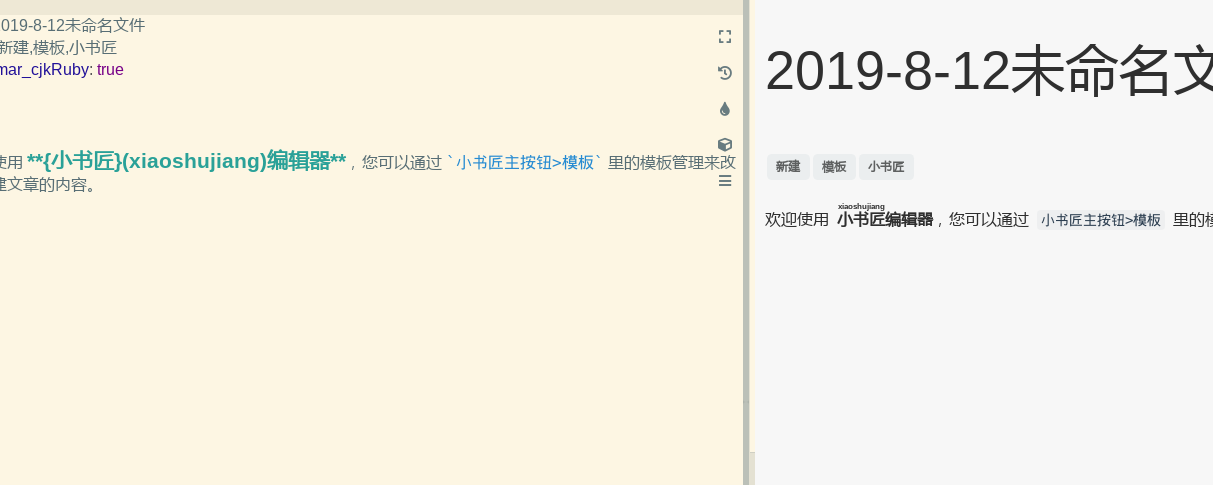 019-8-12未命名文件
新建,模板,小书匠
mar_cjkRuby: true
使用 **{小书匠}(xiaoshujiang)编辑器**，您可以通过 `小书匠主按钮>模板` 里的模板管理来改
建文章的内容。
2019-8-12未命名文
新建 模板 小书匠
xiaoshujiang
欢迎使用 小书匠编辑器，您可以通过 小书匠主按钮>模板 里的模